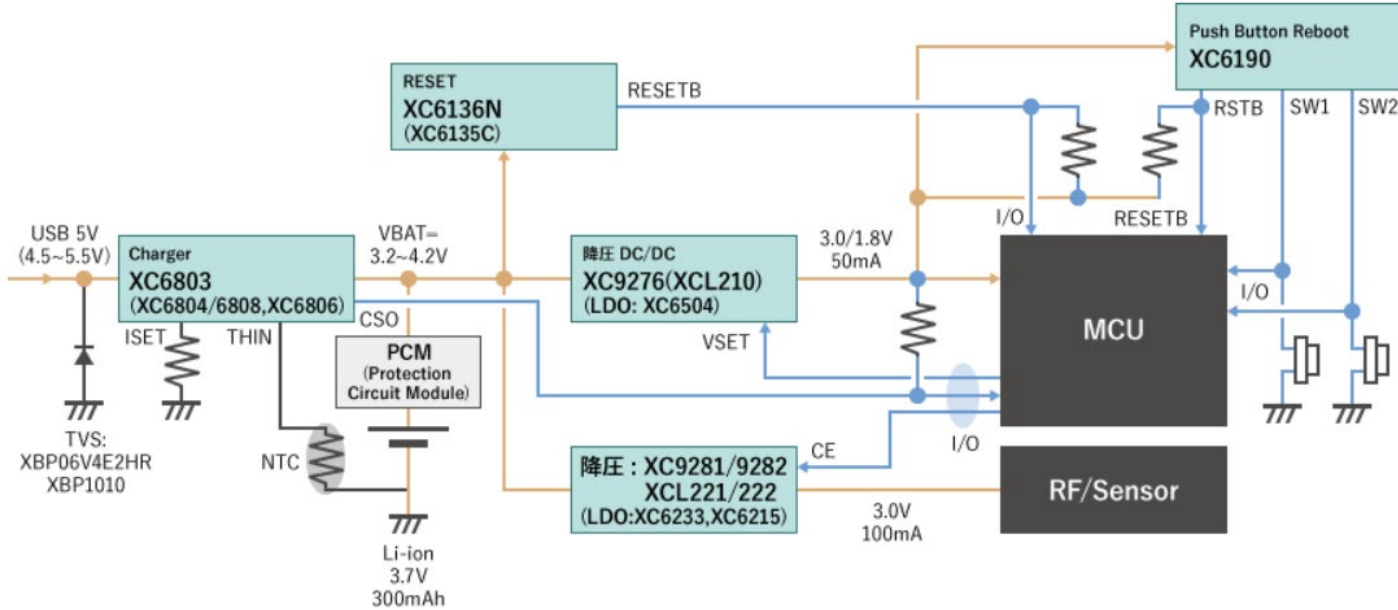 Push Button Reboot
XC6190
RESET
XC6136N
(XC6135C)
RESETB
RSTB
SW1
SW2
I/O
RESETB
USB 5V
(4.5~5.5V)
Charger
XC6803
(XC6804/6808,XC6806)
VBAT=
3.2~4.2V
降圧 DC/DC
XC9276(XCL210)
(LDO: XC6504)
3.0/1.8V
50mA
MCU
I/O
ISET
THIN
CSO
VSET
PCM
(Protection
Circuit Module)
TVS:
XBP06V4E2HR
XBP1010
NTC
CE
I/O
降圧 : XC9281/9282
XCL221/222
(LDO:XC6233,XC6215)
3.0V
100mA
RF/Sensor
Li-ion
3.7V
300mAh